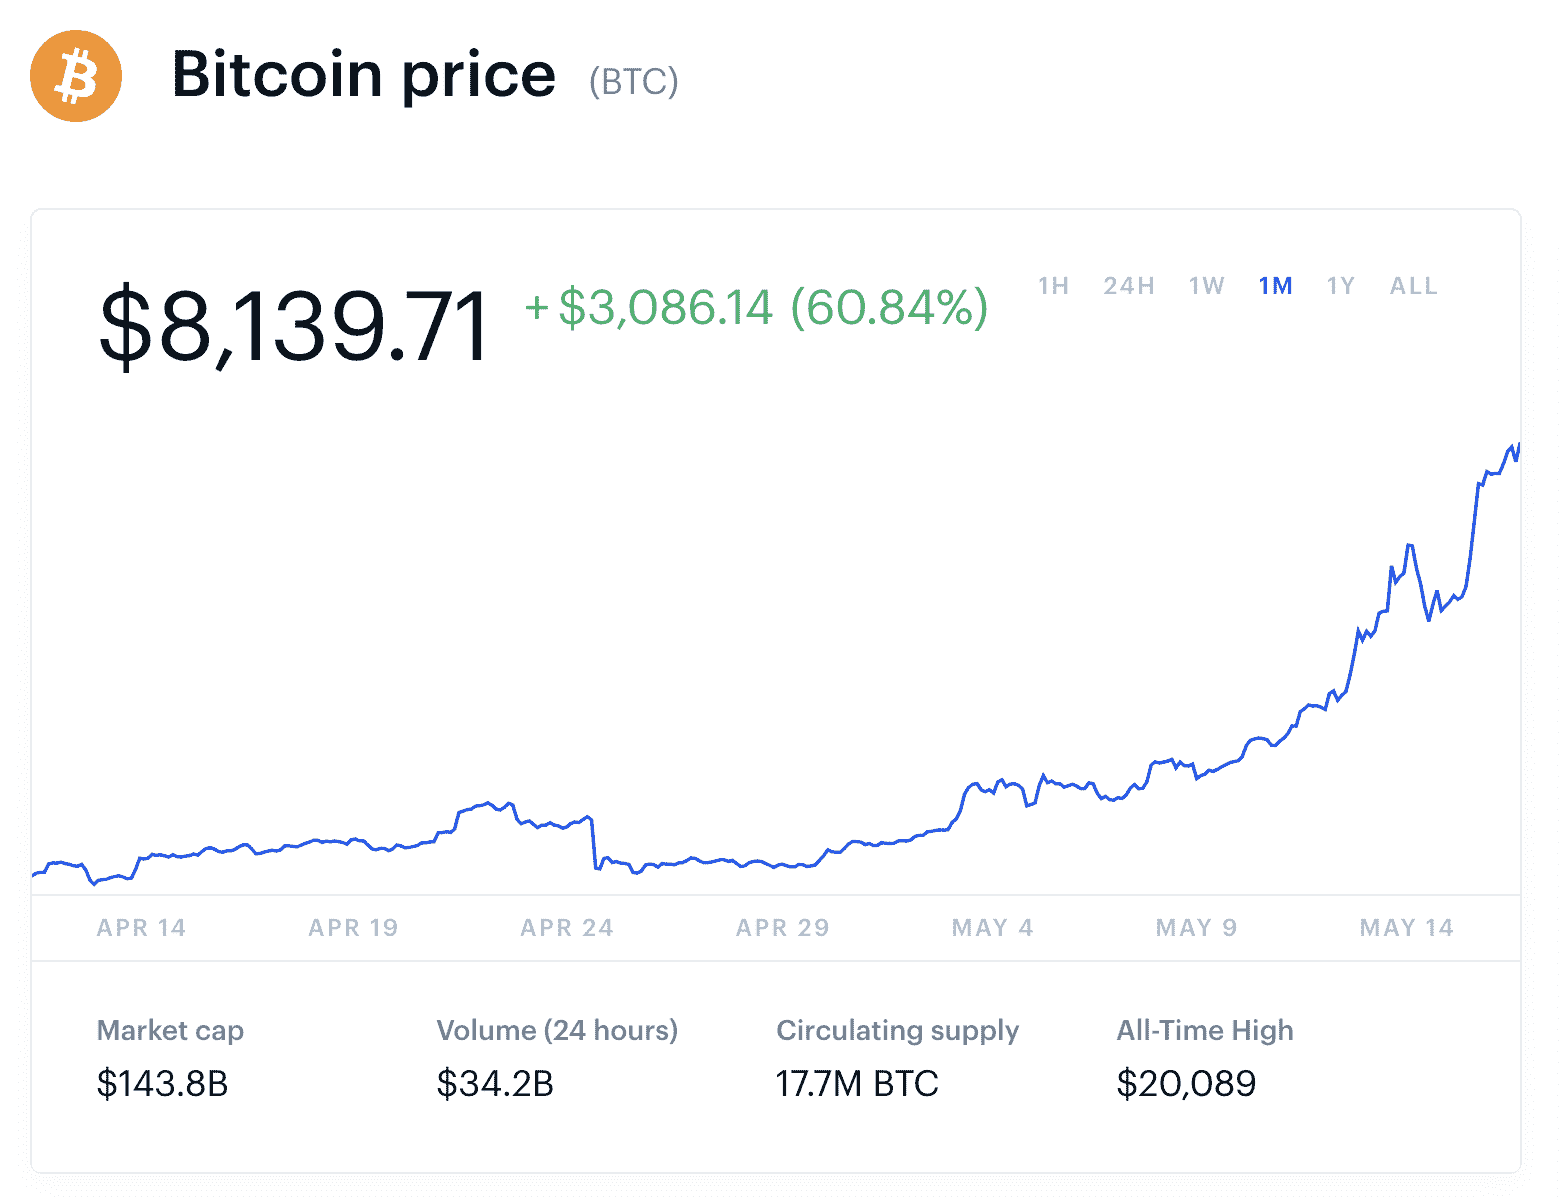 Bitcoin price (BTC)
$8,139.71 +$3,086.14 (60.84%) 1H 24H 1W 1M 1Y ALL
APR 14 APR 19 APR 24 APR 29 MAY 4 MAY 9 MAY 14
Market cap Volume (24 hours) Circulating supply All-Time High
$143.8B $34.2B 17.7M BTC $20,089